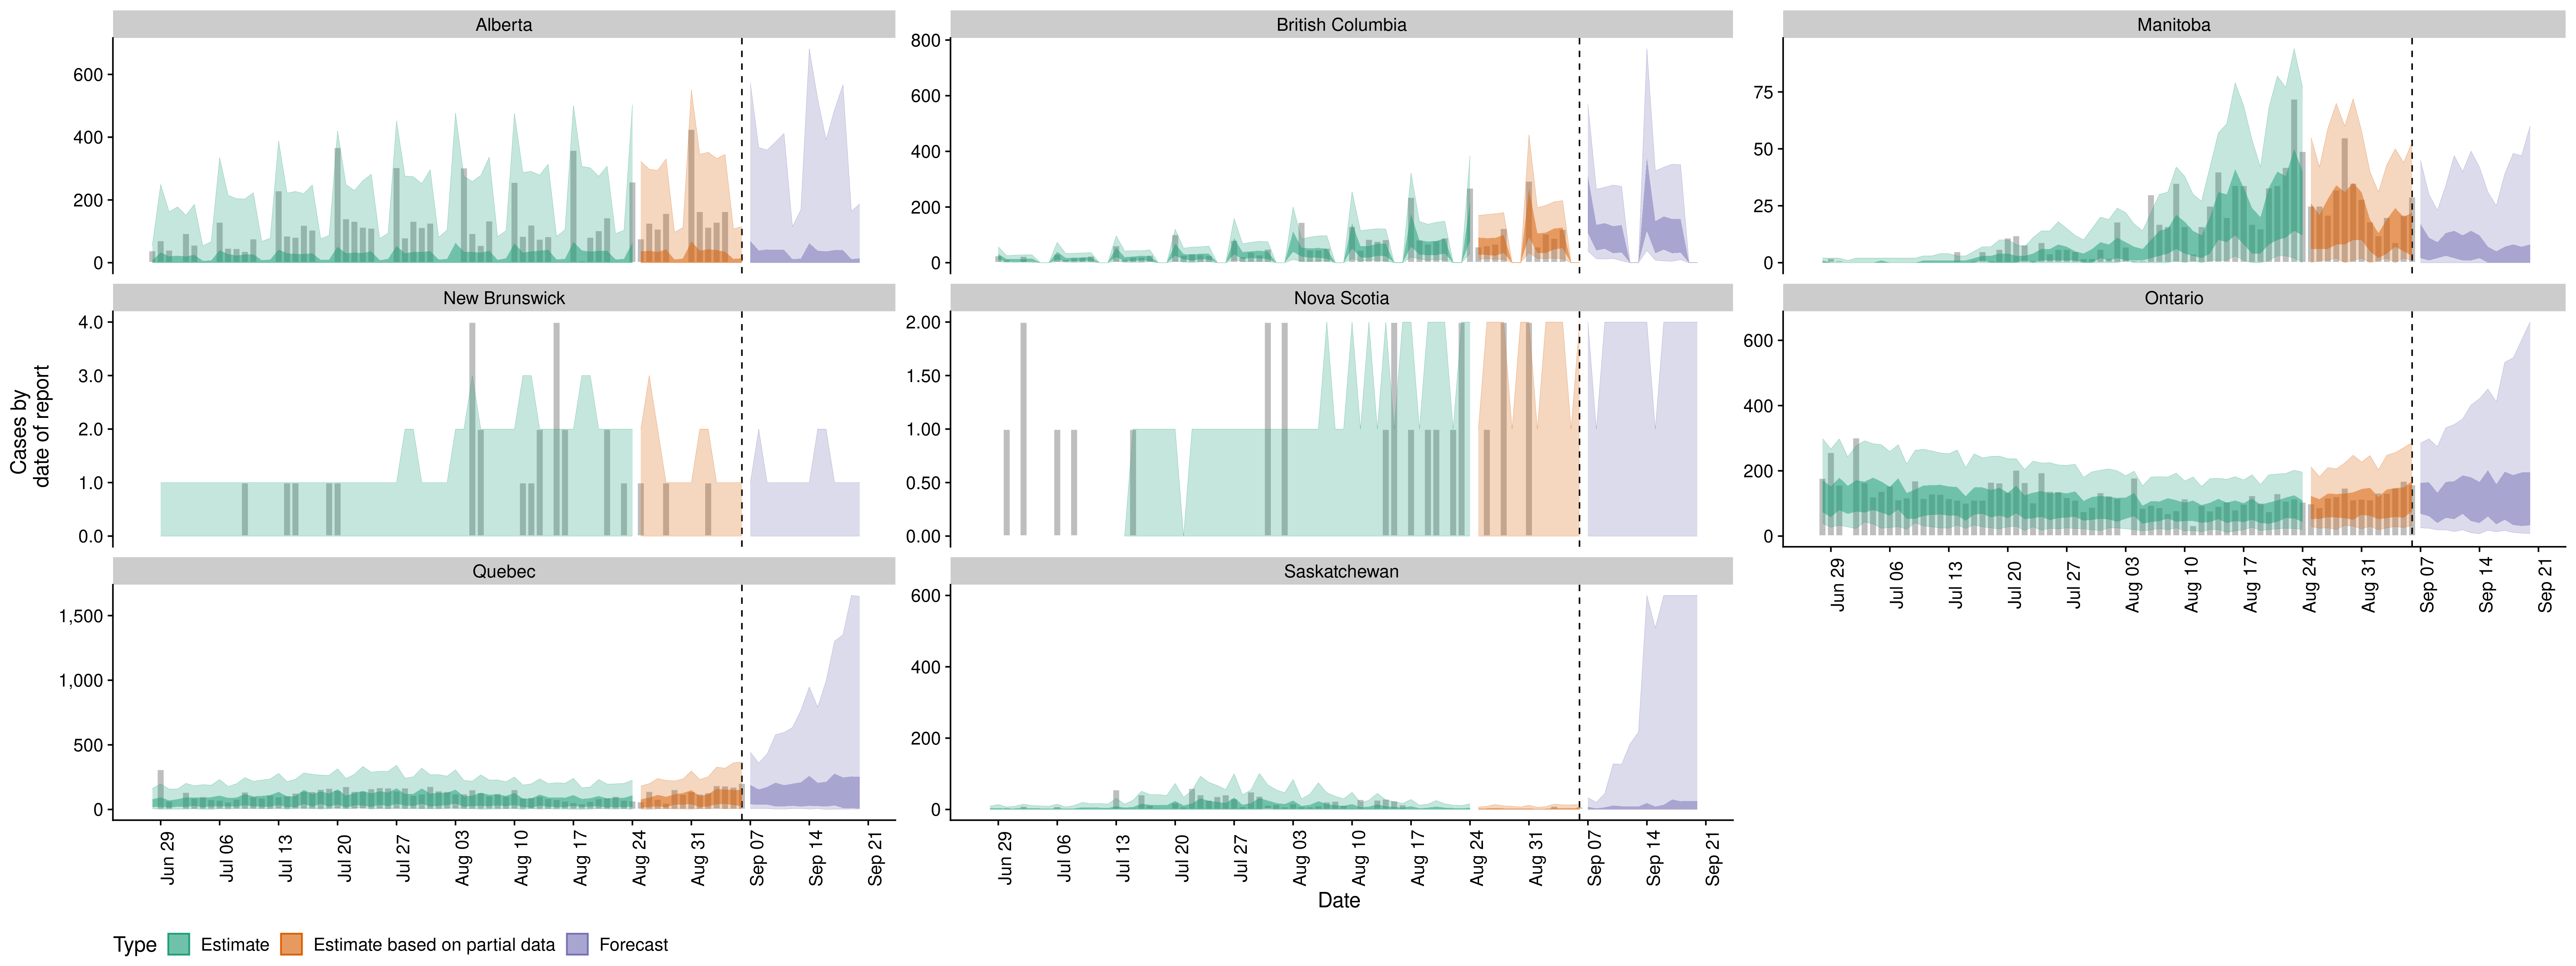 Alberta
British Columbia
Manitoba
600
400
200
0
800
600
400
200
0
75
50
25
0
New Brunswick
Nova Scotia
Ontario
Cases by
date of report
4.0
3.0
2.0
1.0
0.0
2.00
1.50
1.00
0.50
0.00
600
400
200
0
Jun 29
Jul 06
Jul 13
Jul 20
Jul 27
Aug 03
Aug 10
Aug 17
Aug 24
Aug 31
Sep 07
Sep 14
Sep 21
Quebec
Saskatchewan
1,500
1,000
500
0
600
400
200
0
Jun 29
Jul 06
Jul 13
Jul 20
Jul 27
Aug 03
Aug 10
Aug 17
Aug 24
Aug 31
Sep 07
Sep 14
Sep 21
Jun 29
Jul 06
Jul 13
Jul 20
Jul 27
Aug 03
Aug 10
Aug 17
Aug 24
Aug 31
Sep 07
Sep 14
Sep 21
Date
Type Estimate Estimate based on partial data Forecast